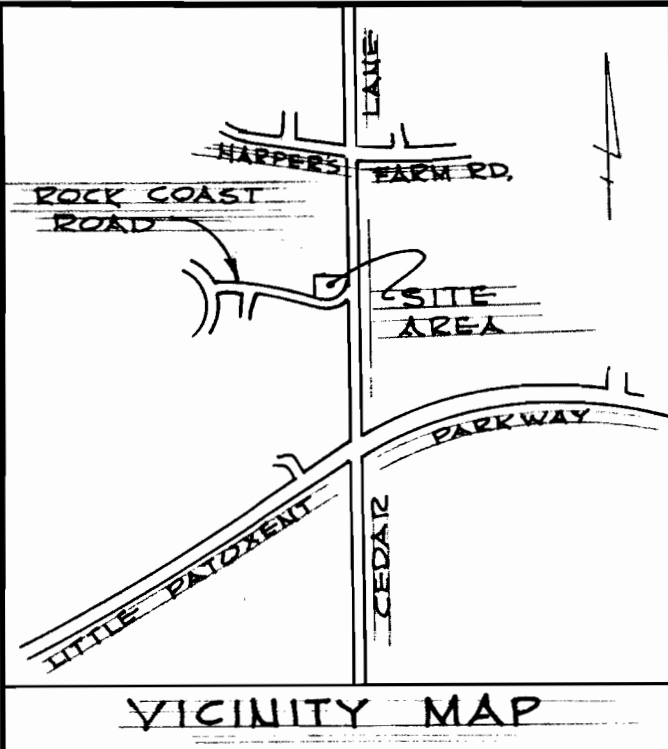 LANE
HARPER'S FARM RD.
ROCK COAST
ROAD
SITE
AREA
PARKWAY
LITTLE PATUXENT
CEDAR
VICINITY MAP